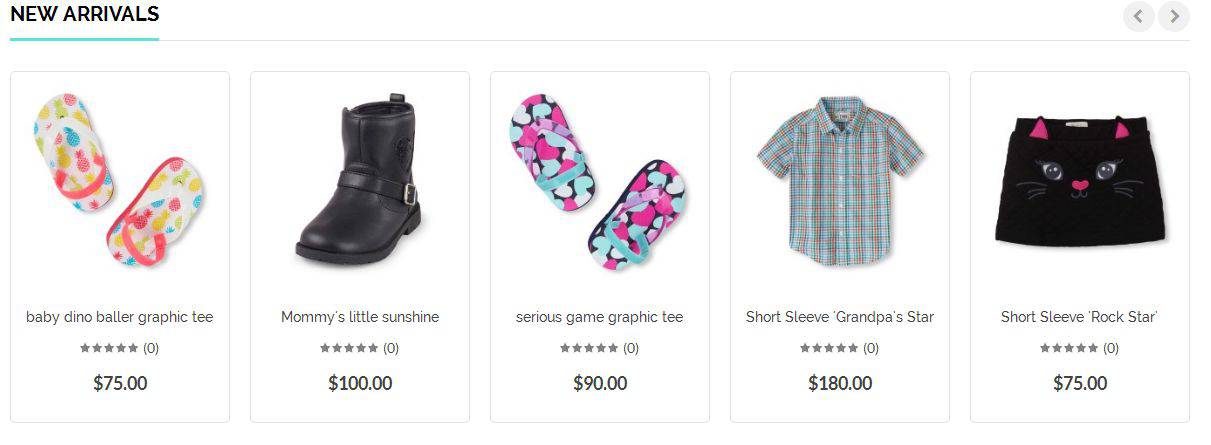 NEW ARRIVALS
baby dino baller graphic tee
(0)
$75.00
Mommy's little sunshine
(0)
$100.00
serious game graphic tee
(0)
$90.00
Short Sleeve 'Grandpa's Star
(0)
$180.00
Short Sleeve 'Rock Star'
(0)
$75.00